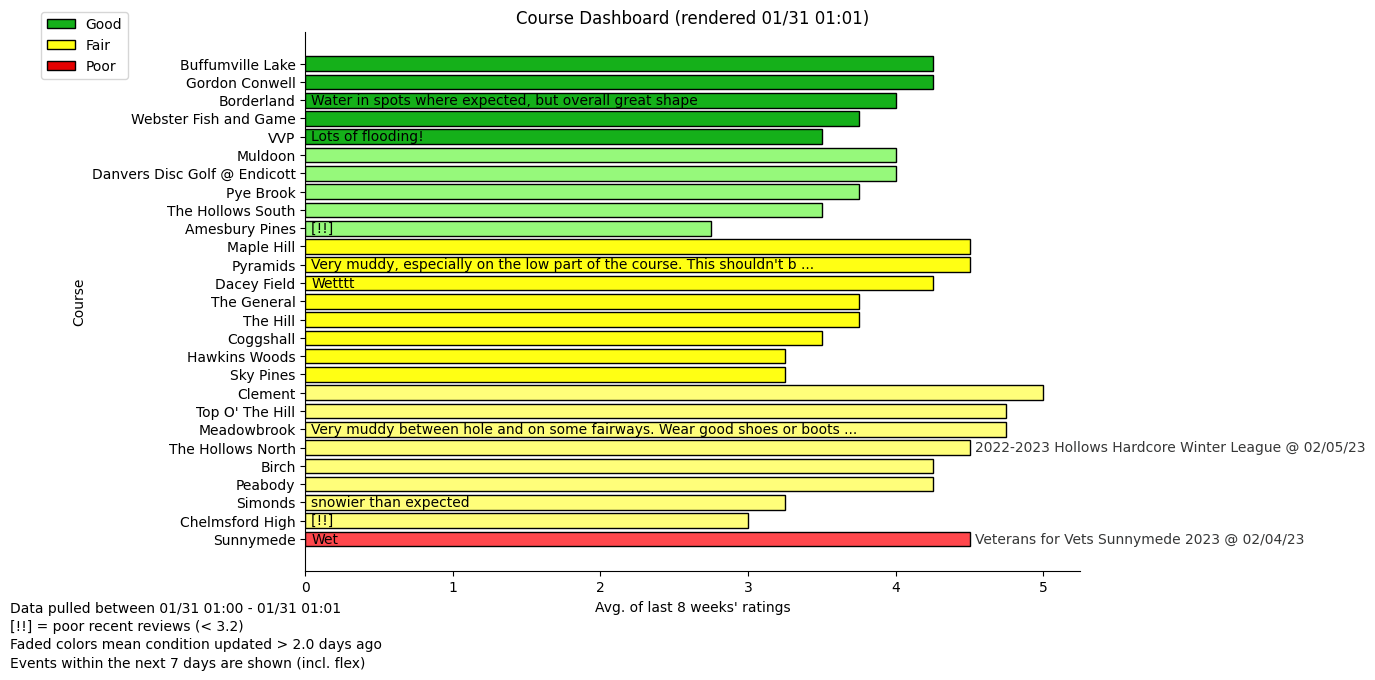 Course Dashboard (rendered 01/31 01:01)
Good
Fair
Poor
Course
Buffumville Lake
Gordon Conwell
Borderland Water in spots where expected, but overall great shape
Webster Fish and Game
VVP Lots of flooding!
Muldoon
Danvers Disc Golf @ Endicott
Pye Brook
The Hollows South
Amesbury Pines [!!]
Maple Hill
Pyramids Very muddy, especially on the low part of the course. This shouldn't b ...
Dacey Field Wetttt
The General
The Hill
Coggshall
Hawkins Woods
Sky Pines
Clement
Top O' The Hill
Meadowbrook Very muddy between hole and on some fairways. Wear good shoes or boots ...
The Hollows North 2022-2023 Hollows Hardcore Winter League @ 02/05/23
Birch
Peabody
Simonds snowier than expected
Chelmsford High [!!]
Sunnymede Wet Veterans for Vets Sunnymede 2023 @ 02/04/23
0 1 2 3 4 5
Avg. of last 8 weeks' ratings
Data pulled between 01/31 01:00 - 01/31 01:01
[!!] = poor recent reviews (< 3.2)
Faded colors mean condition updated > 2.0 days ago
Events within the next 7 days are shown (incl. flex)